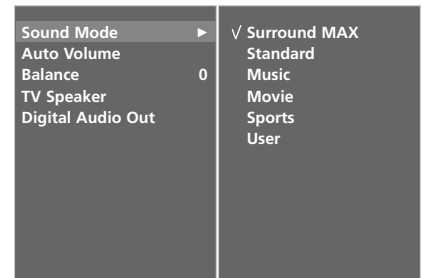 Sound Mode ►
Auto Volume
Balance 0
TV Speaker
Digital Audio Out
√ Surround MAX
Standard
Music
Movie
Sports
User